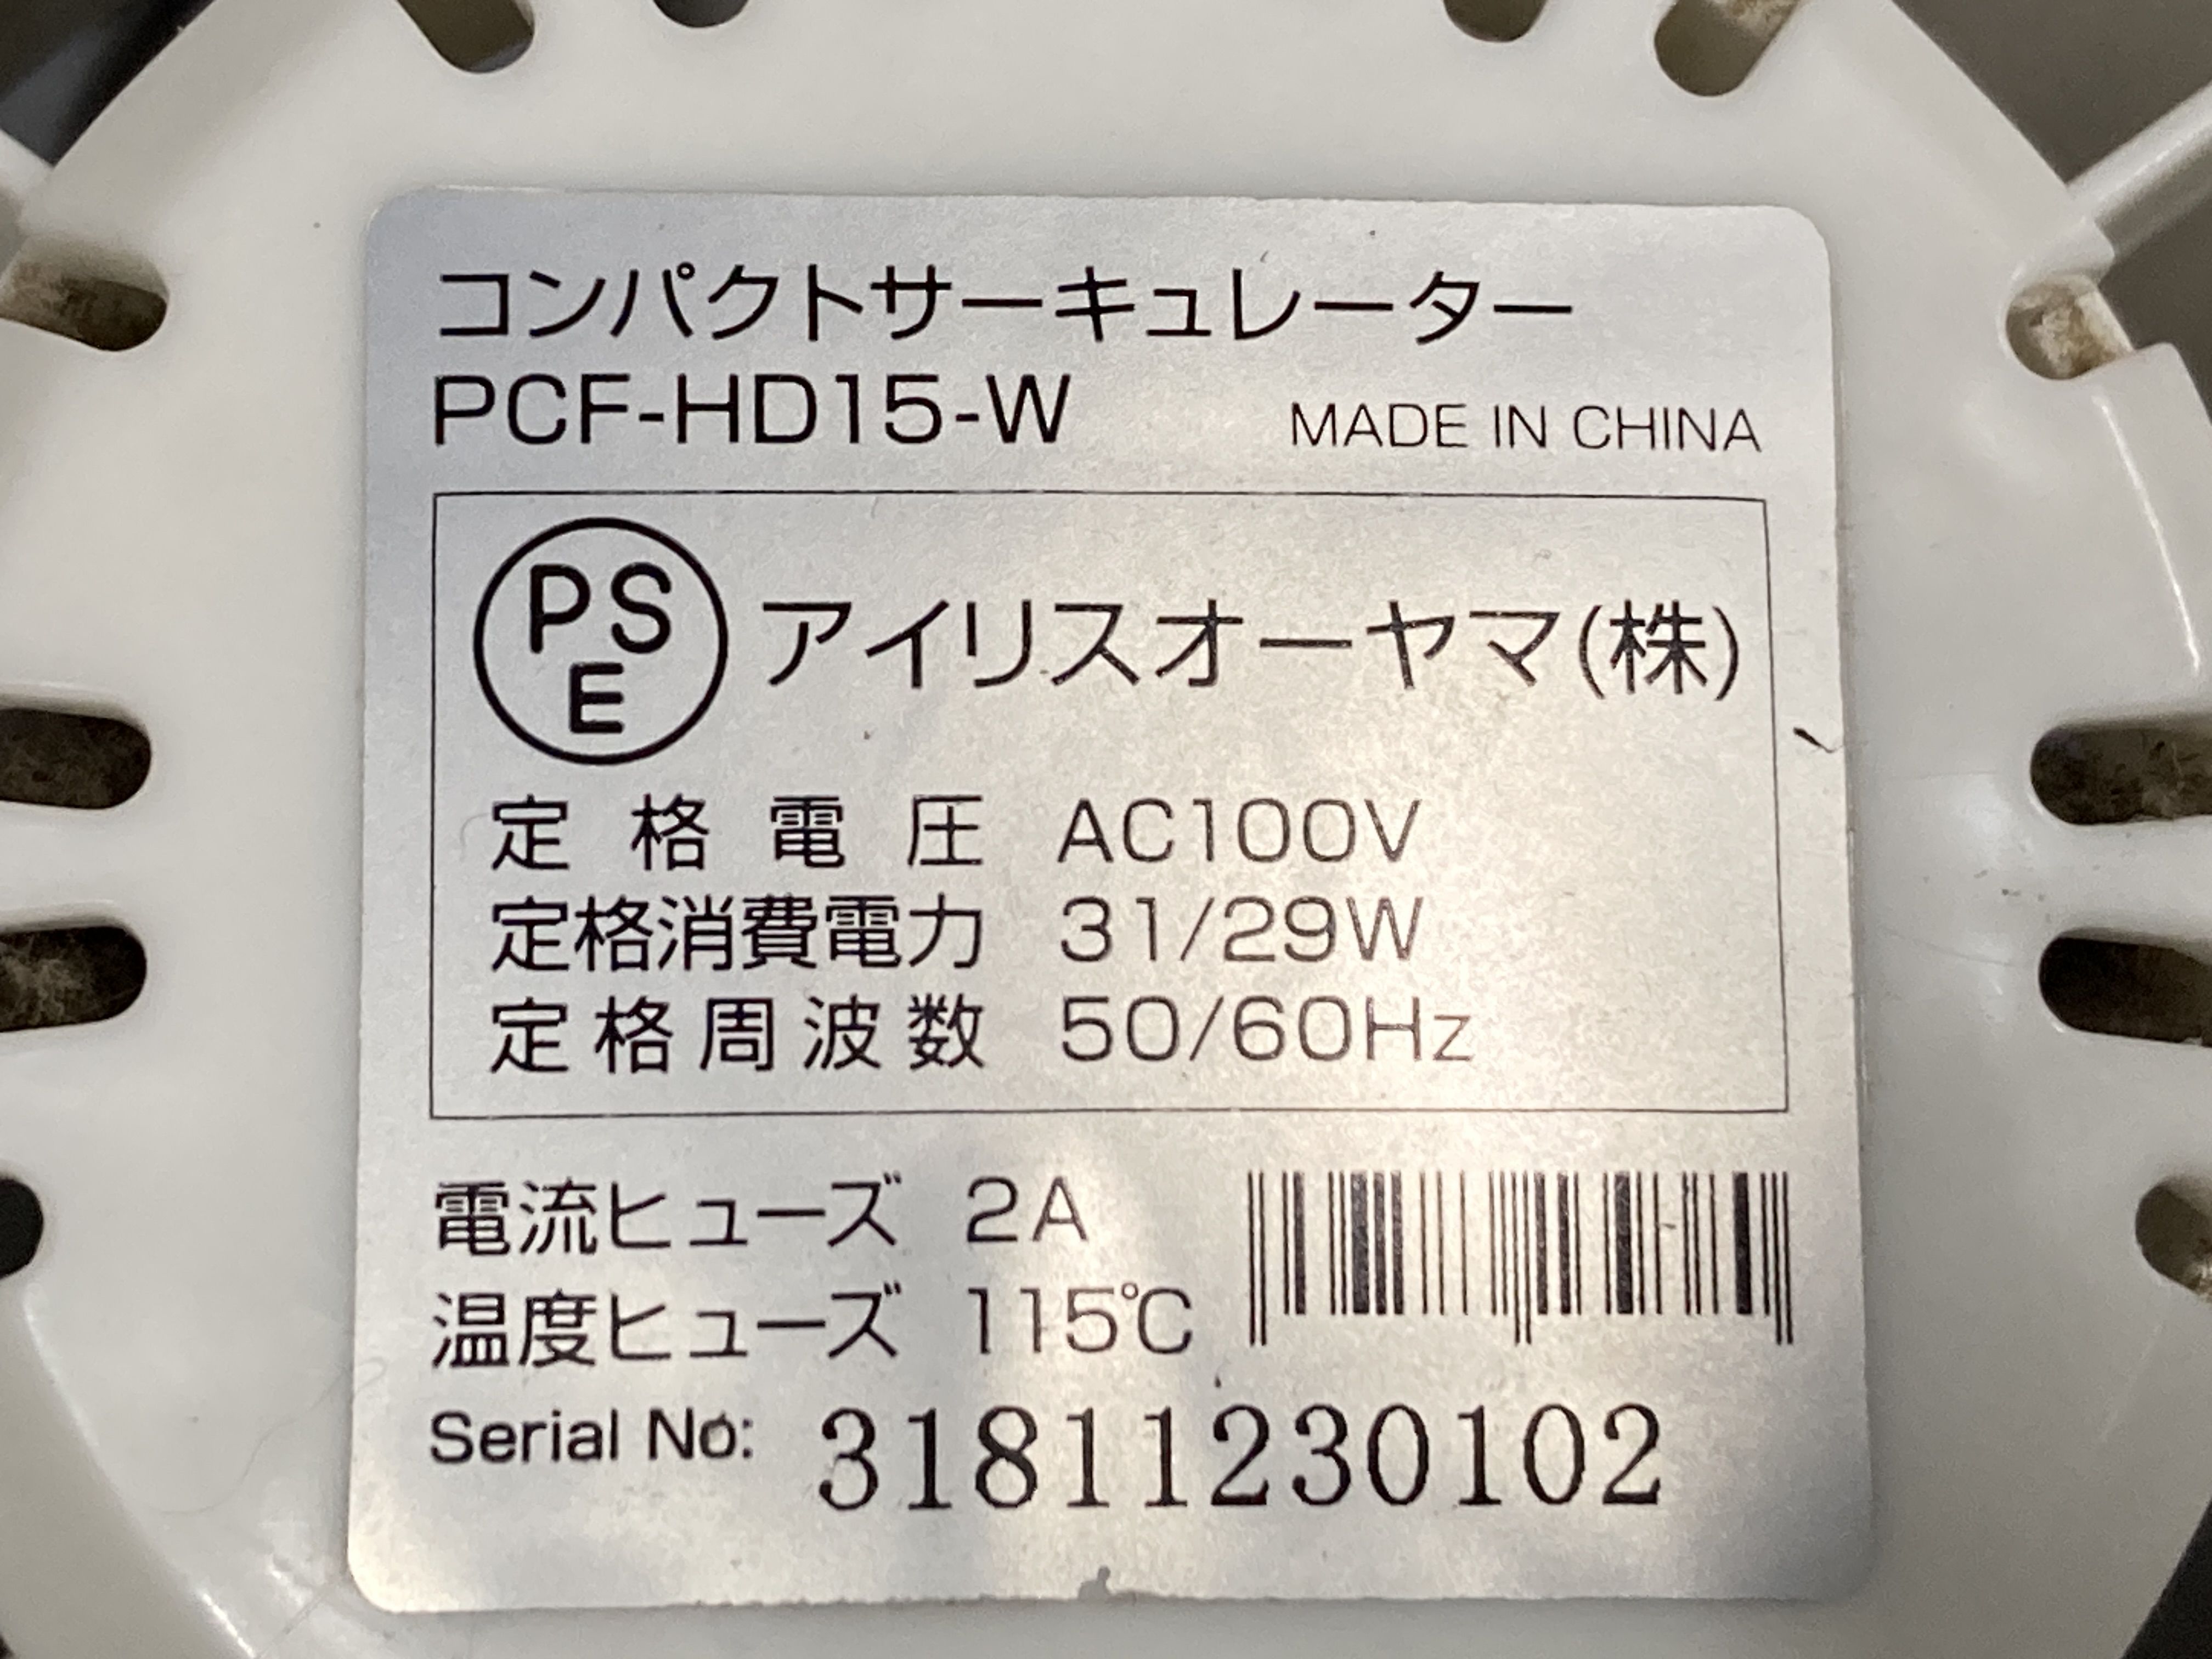 コンパクトサーキュレーター
PCF-HD15-W MADE IN CHINA
PS
E
アイリスオーヤマ(株)
定格電圧 AC100V
定格消費電力 31/29W
定格周波数 50/60Hz
電流ヒューズ 2A
温度ヒューズ 115℃
Serial No: 31811230102